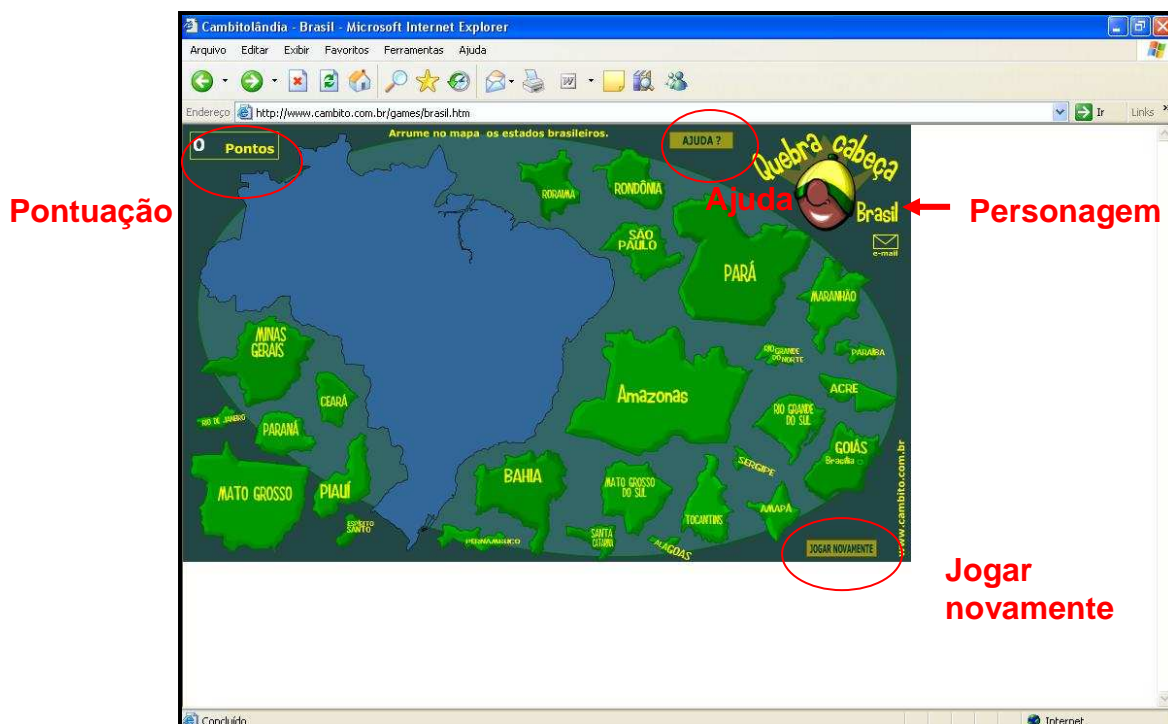 Cambitolândia - Brasil - Microsoft Internet Explorer
Arquivo Editar Exibir Favoritos Ferramentas Ajuda
Endereço http://www.cambito.com.br/games/brasil.htm Ir Links »
0 Pontos
Arrume no mapa os estados brasileiros.
AJUDA ?
Quebra cabeça
Brasil
e-mail
Pontuação
Ajuda
Personagem
RORAIMA
RONDÔNIA
SÃO
PAULO
PARÁ
MARANHÃO
MINAS
GERAIS
RIO GRANDE
DO NORTE
PARAÍBA
CEARÁ
Amazonas
ACRE
RIO DE JANEIRO
PARANÁ
RIO GRANDE
DO SUL
GOIÁS
Brasília
MATO GROSSO
PIAUÍ
BAHIA
MATO GROSSO
DO SUL
SERGIPE
TOCANTINS
AMAPÁ
ESPÍRITO
SANTO
PERNAMBUCO
SANTA
CATARINA
ALAGOAS
JOGAR NOVAMENTE
www.cambito.com.br
Jogar
novamente
Concluído Internet